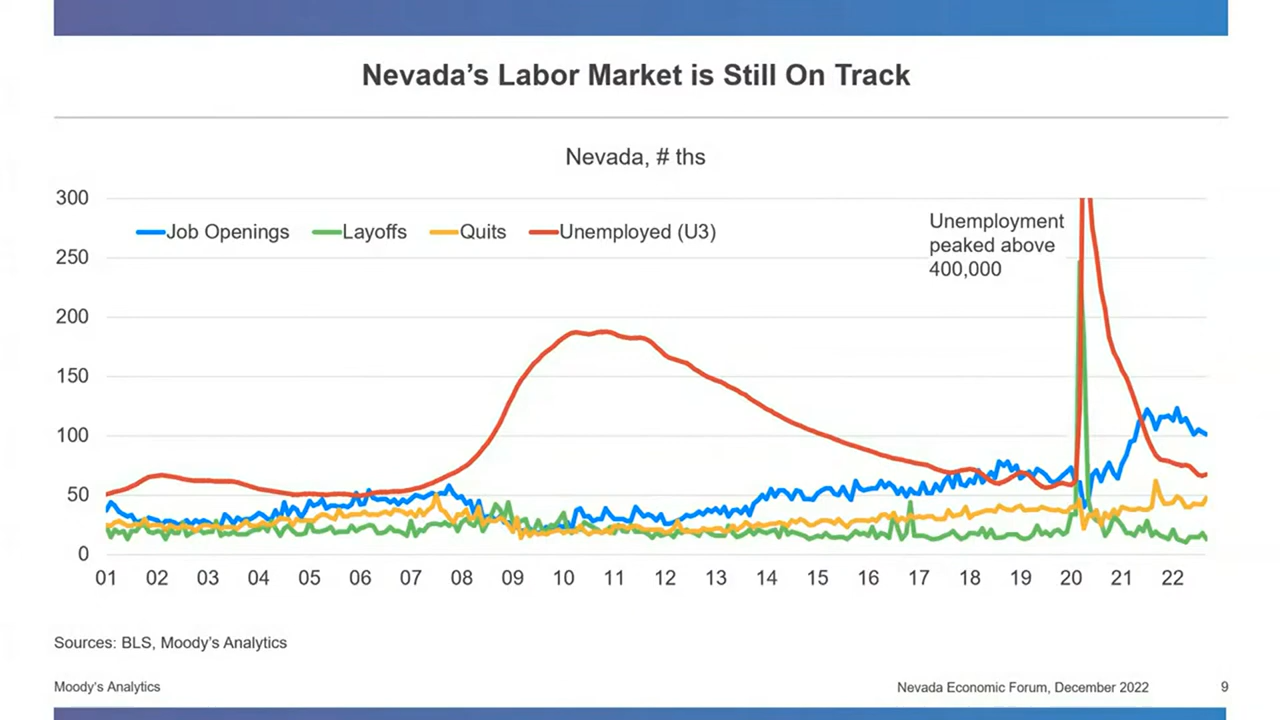 Nevada’s Labor Market is Still On Track
Nevada, # ths
300
Job Openings Layoffs Quits Unemployed (U3)
Unemployment
peaked above
400,000
250
200
150
100
50
0
01 02 03 04 05 06 07 08 09 10 11 12 13 14 15 16 17 18 19 20 21 22
Sources: BLS, Moody’s Analytics
Moody’s Analytics
Nevada Economic Forum, December 2022 9